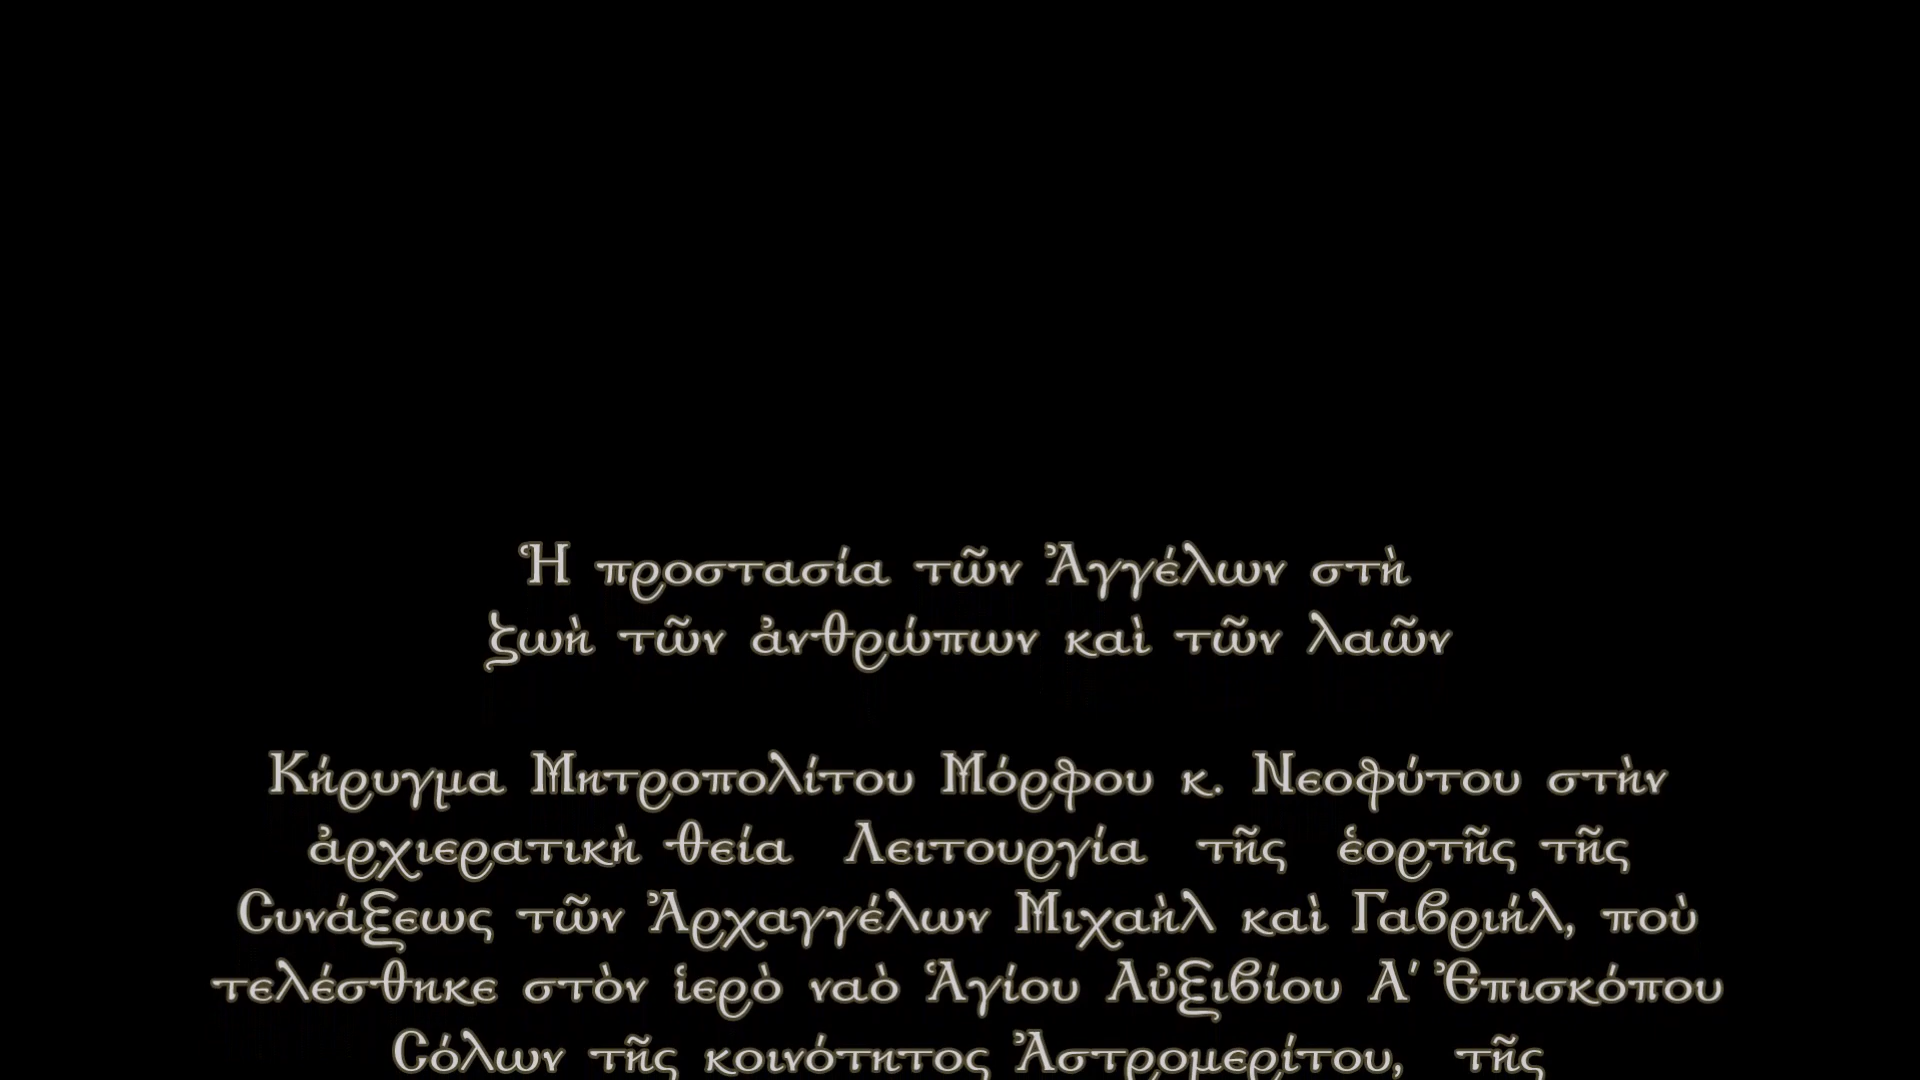 Ἡ προστασία τῶν Ἀγγέλων στὴ
ζωὴ τῶν ἀνθρώπων καὶ τῶν λαῶν
Κήρυγμα Μητροπολίτου Μόρφου κ. Νεοφύτου στὴν
ἀρχιερατικὴ θεία Λειτουργία τῆς ἑορτῆς τῆς
Συνάξεως τῶν Ἀρχαγγέλων Μιχαὴλ καὶ Γαβριήλ, ποὺ
τελέσθηκε στὸν ἱερὸ ναὸ Ἁγίου Αὐξιβίου Α΄ Ἐπισκόπου
Σόλων τῆς κοινότητος Ἀστρομερίτου, τῆς